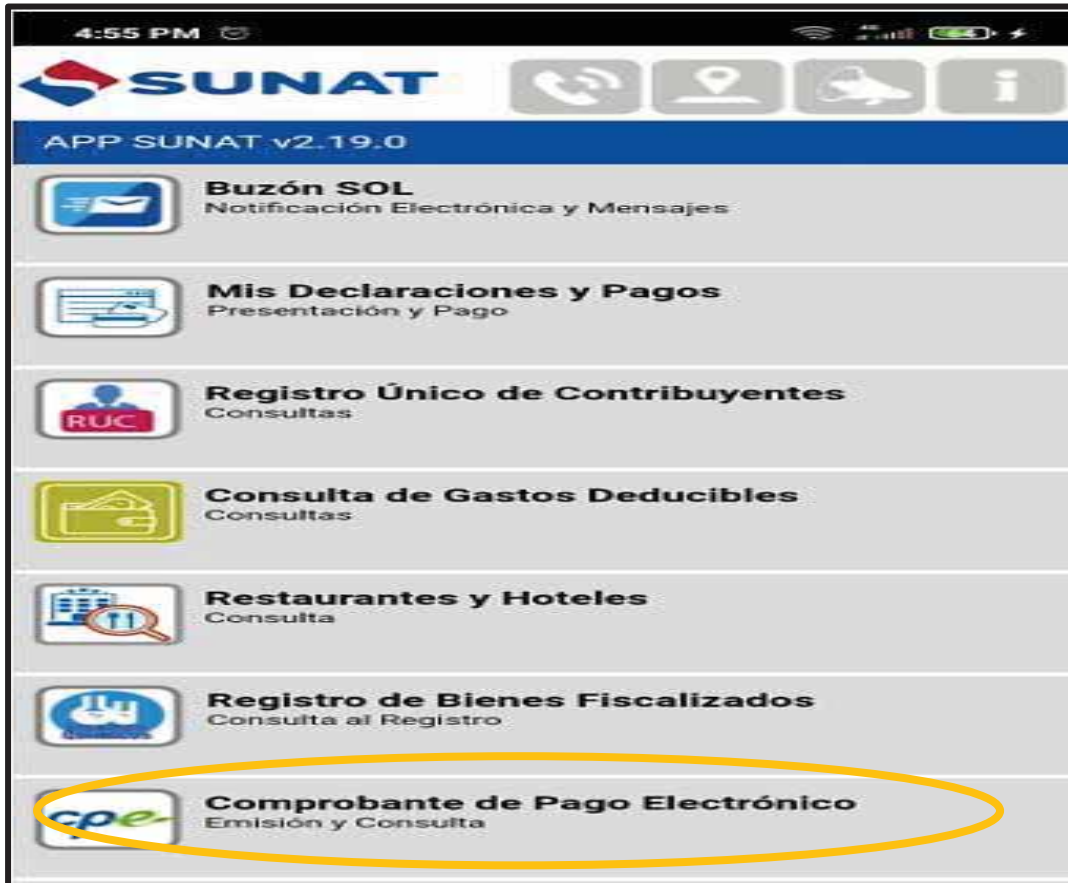 4:55 PM
SUNAT
APP SUNAT v2.19.0
Buzón SOL
Notificación Electrónica y Mensajes
Mis Declaraciones y Pagos
Presentación y Pago
RUC
Registro Único de Contribuyentes
Consultas
Consulta de Gastos Deducibles
Consultas
Restaurantes y Hoteles
Consulta
Registro de Bienes Fiscalizados
Consulta al Registro
cpe
Comprobante de Pago Electrónico
Emisión y Consulta